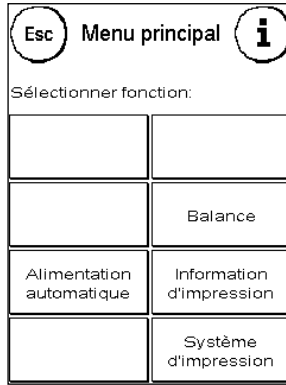 Esc Menu principal i
Sélectionner fonction:
Balance
Alimentation
automatique
Information
d'impression
Système
d'impression